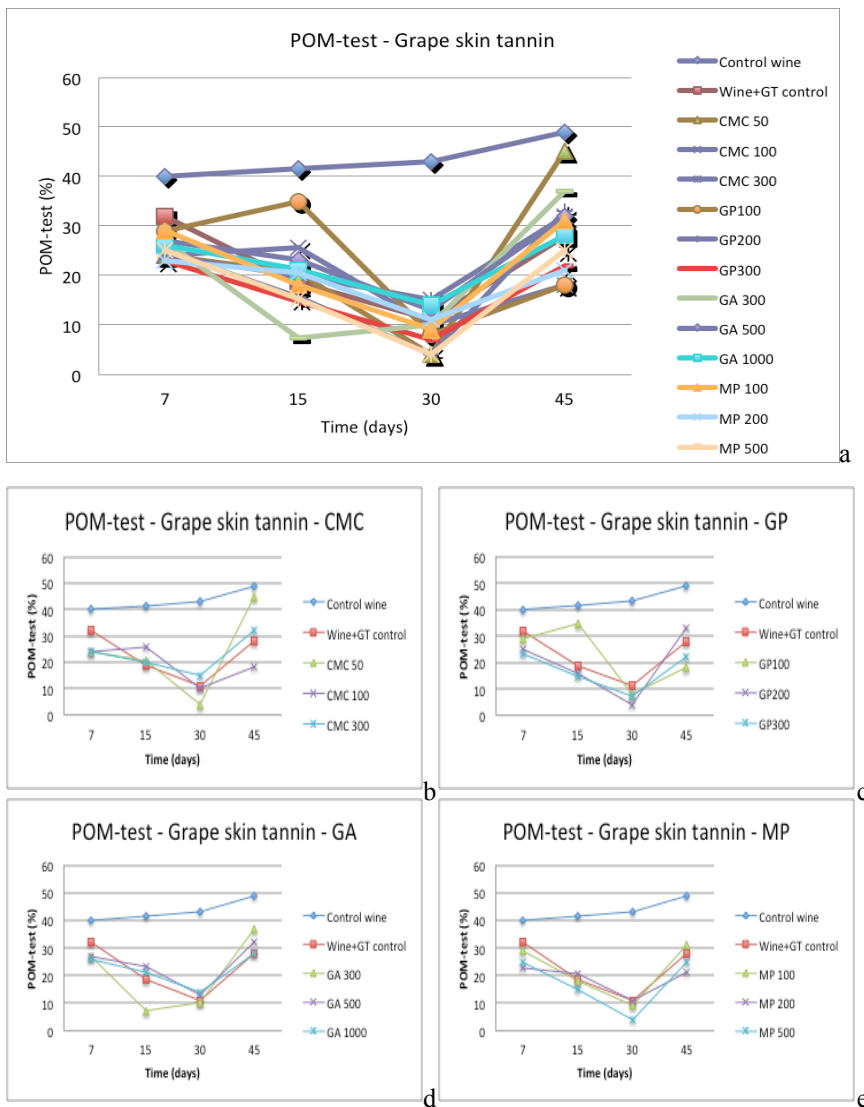 POM-test - Grape skin tannin
60
50
40
30
20
10
0
POM-test (%)
7 15 30 45
Time (days)
Control wine
Wine+GT control
CMC 50
CMC 100
CMC 300
GP100
GP200
GP300
GA 300
GA 500
GA 1000
MP 100
MP 200
MP 500
a
POM-test - Grape skin tannin - CMC
60
50
40
30
20
10
0
POM-test (%)
7 15 30 45
Time (days)
Control wine
Wine+GT control
CMC 50
CMC 100
CMC 300
b
POM-test - Grape skin tannin - GP
60
50
40
30
20
10
0
POM-test (%)
7 15 30 45
Time (days)
Control wine
Wine+GT control
GP100
GP200
GP300
c
POM-test - Grape skin tannin - GA
60
50
40
30
20
10
0
POM-test (%)
7 15 30 45
Time (days)
Control wine
Wine+GT control
GA 300
GA 500
GA 1000
d
POM-test - Grape skin tannin - MP
60
50
40
30
20
10
0
POM-test (%)
7 15 30 45
Time (days)
Control wine
Wine+GT control
MP 100
MP 200
MP 500
e